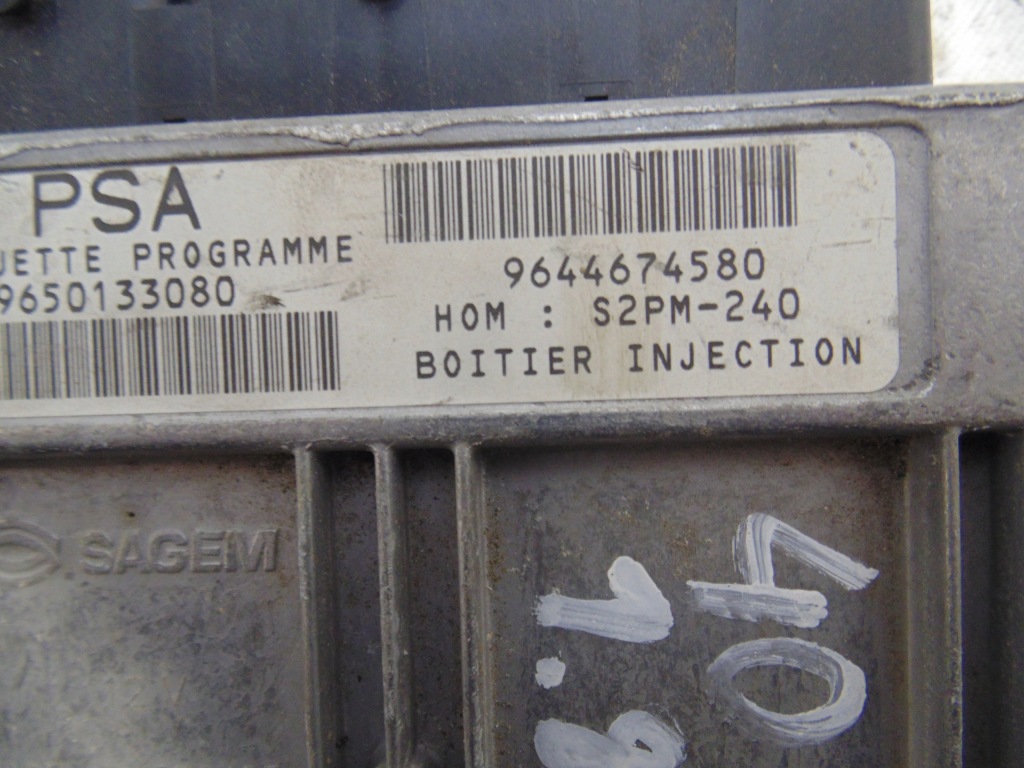 PSA
UETTE PROGRAMME
9650133080
9644674580
HOM : S2PM-240
BOITIER INJECTION
SAGEM